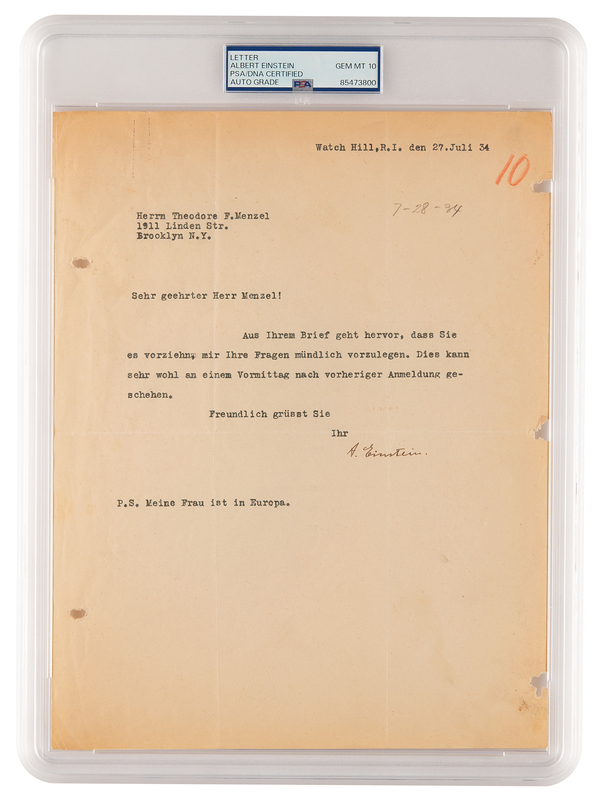 LETTER
ALBERT EINSTEIN GEM MT 10
PSA/DNA CERTIFIED
AUTO GRADE PSA 85473800
Watch Hill,R.I. den 27.Juli 34
10
7-28-34
Herrn Theodore F.Menzel
1911 Linden Str.
Brooklyn N.Y.
Sehr geehrter Herr Menzel!
Aus Ihrem Brief geht hervor, dass Sie
es vorziehn, mir Ihre Fragen mündlich vorzulegen. Dies kann
sehr wohl an einem Vormittag nach vorheriger Anmeldung ge-
schehen.
Freundlich grüsst Sie
Ihr
A. Einstein.
P.S. Meine Frau ist in Europa.